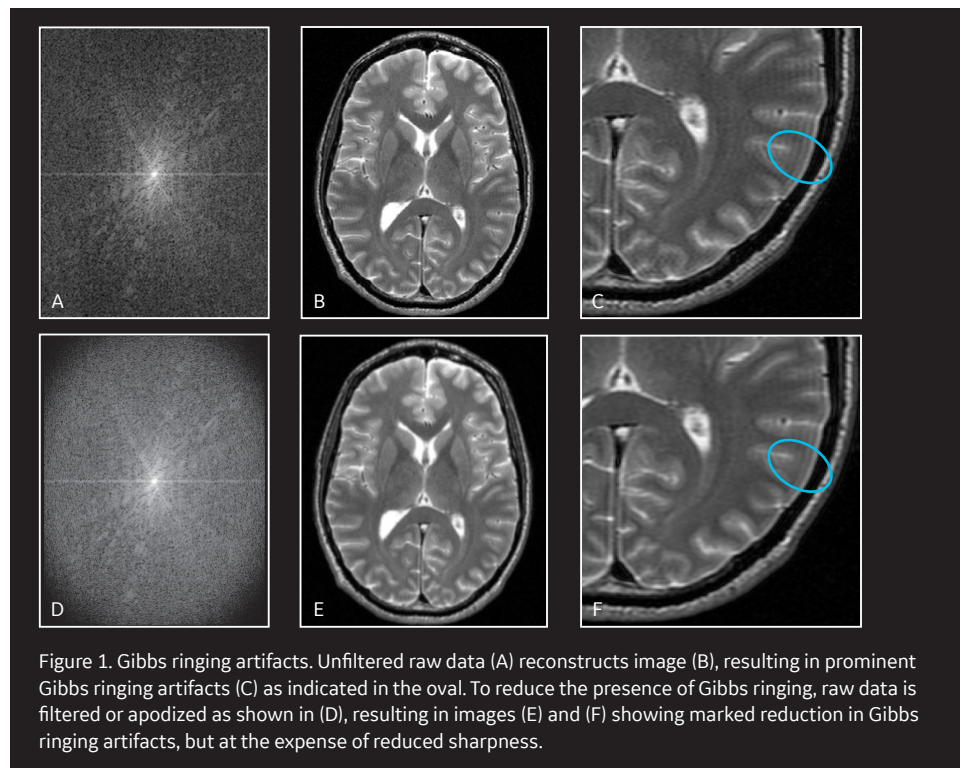 A
B
C
D
E
F
Figure 1. Gibbs ringing artifacts. Unfiltered raw data (A) reconstructs image (B), resulting in prominent
Gibbs ringing artifacts (C) as indicated in the oval. To reduce the presence of Gibbs ringing, raw data is
filtered or apodized as shown in (D), resulting in images (E) and (F) showing marked reduction in Gibbs
ringing artifacts, but at the expense of reduced sharpness.